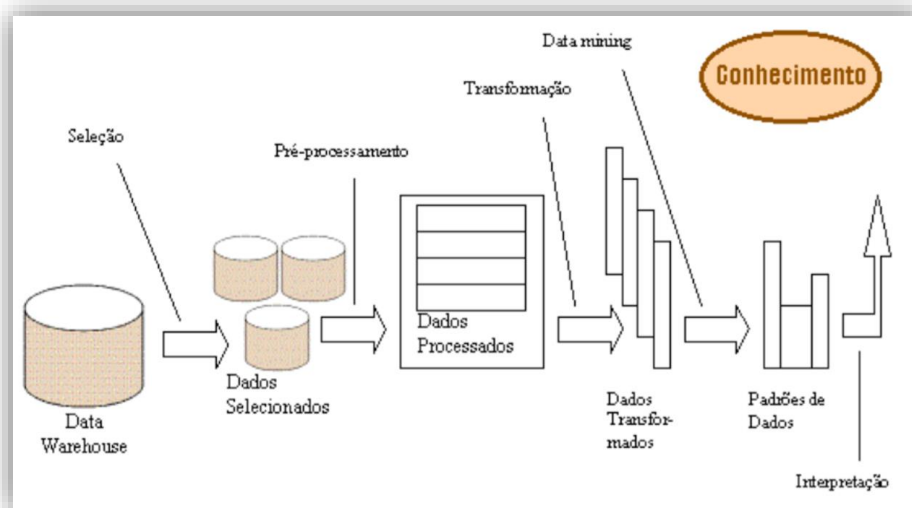 Data mining
Conhecimento
Transformação
Seleção
Pré-processamento
Dados
Processados
Dados
Selecionados
Data
Warehouse
Dados
Transfor-
mados
Padrões de
Dados
Interpretação